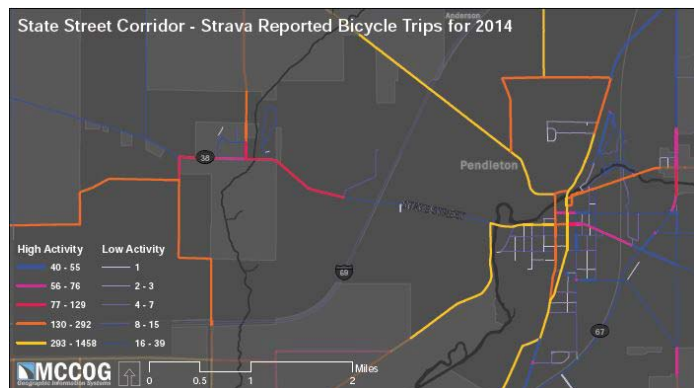 State Street Corridor - Strava Reported Bicycle Trips for 2014
Anderson
38
Pendleton
STATE STREET
69
67
High Activity Low Activity
40 - 55 1
56 - 76 2 - 3
77 - 129 4 - 7
130 - 292 8 - 15
293 - 1458 16 - 39
MCCOG
Geographic Information Systems
Miles
0 0.5 1 2